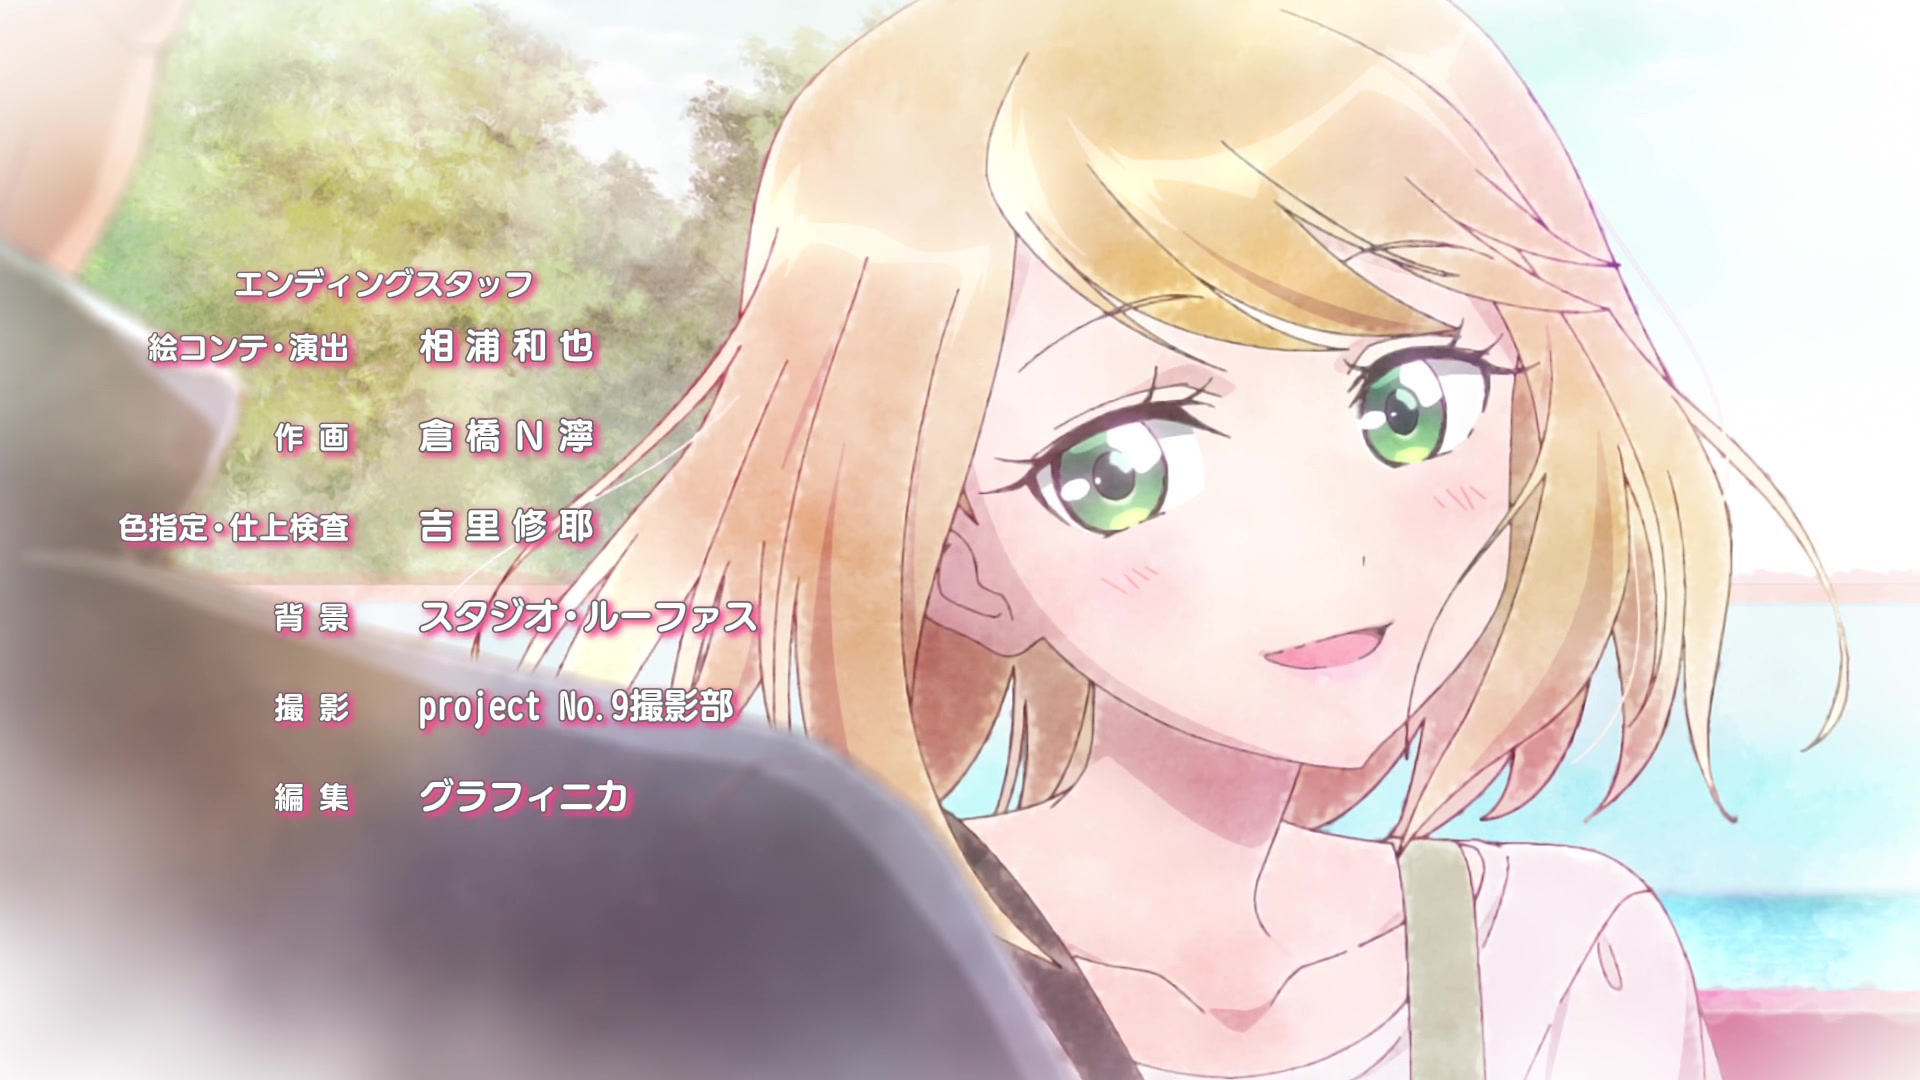 エンディングスタッフ
絵コンテ・演出 相浦和也
作画 倉橋N濘
色指定・仕上検査 吉里修耶
背景 スタジオ・ルーファス
撮影 project No.9撮影部
編集 グラフィニカ